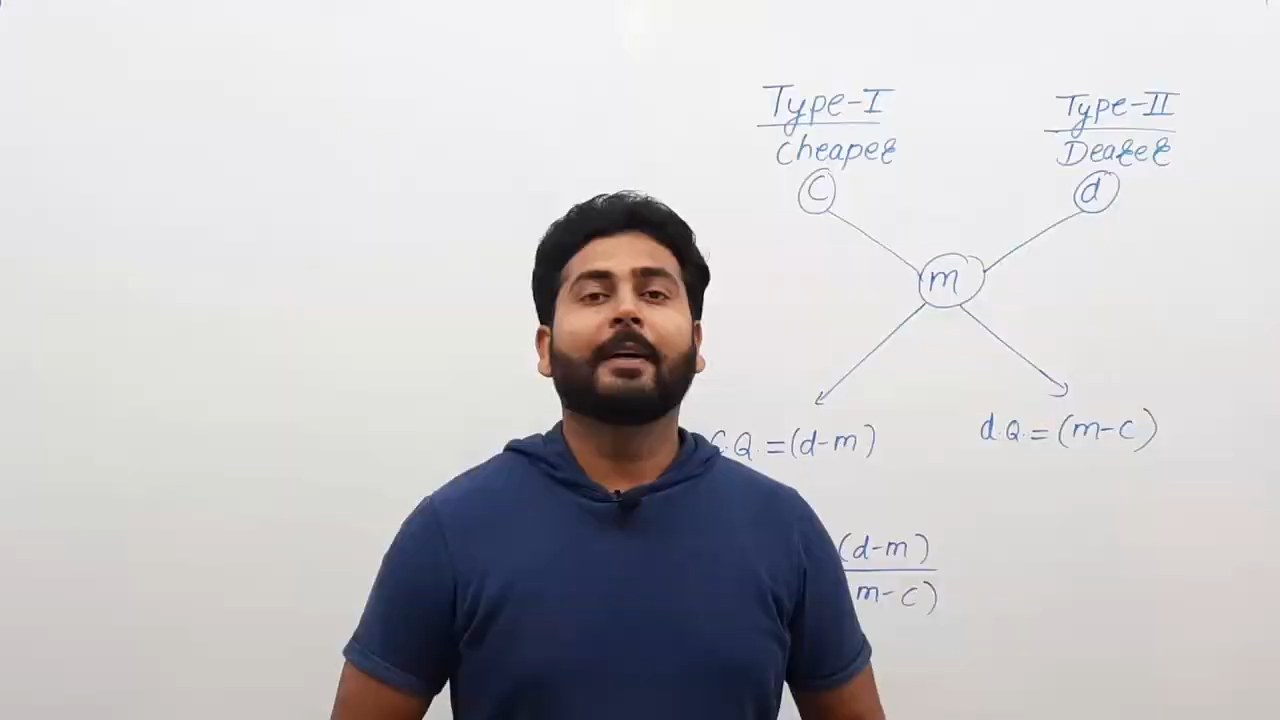 Type-I
Cheaper
C
Type-II
Dearer
d
m
C.Q. = (d-m)
d.Q. = (m-c)
(d-m)
m-c)